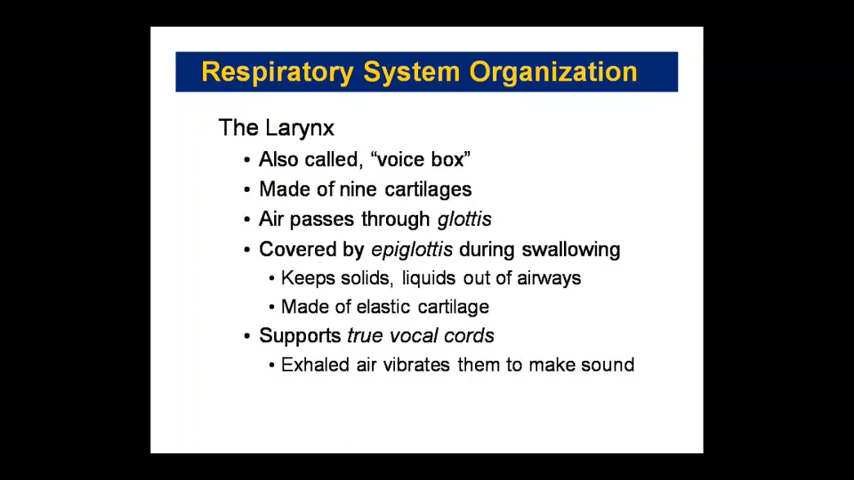 Respiratory System Organization
The Larynx
• Also called, “voice box”
• Made of nine cartilages
• Air passes through glottis
• Covered by epiglottis during swallowing
• Keeps solids, liquids out of airways
• Made of elastic cartilage
• Supports true vocal cords
• Exhaled air vibrates them to make sound